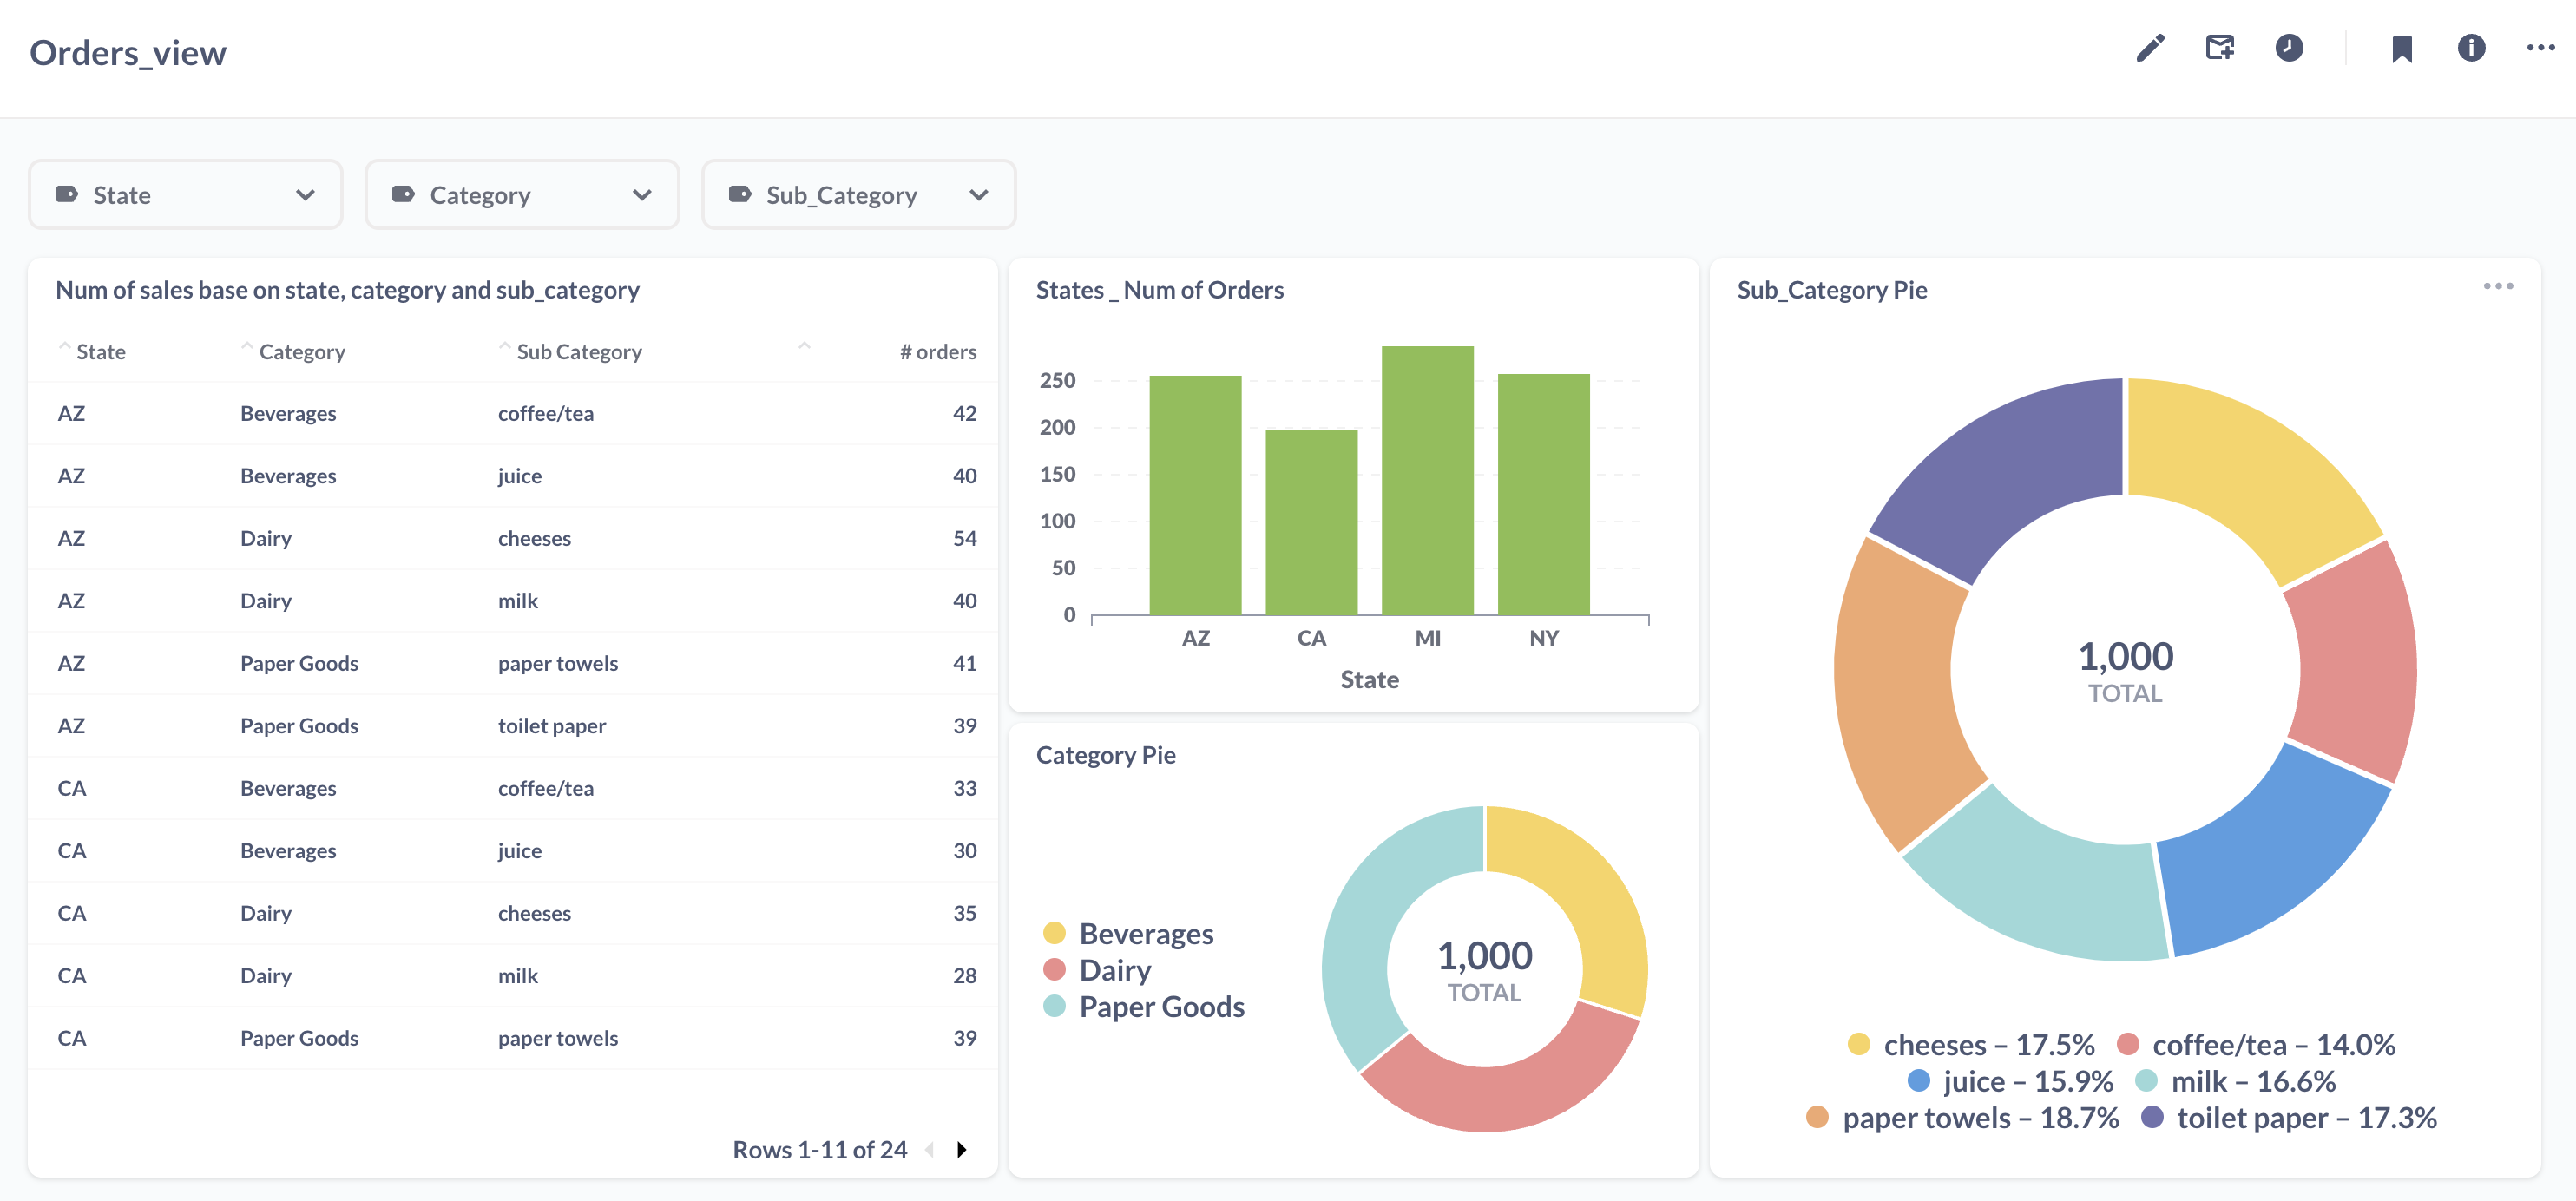 Orders_view
State
Category
Sub_Category
Num of sales base on state, category and sub_category
State Category Sub Category # orders
AZ Beverages coffee/tea 42
AZ Beverages juice 40
AZ Dairy cheeses 54
AZ Dairy milk 40
AZ Paper Goods paper towels 41
AZ Paper Goods toilet paper 39
CA Beverages coffee/tea 33
CA Beverages juice 30
CA Dairy cheeses 35
CA Dairy milk 28
CA Paper Goods paper towels 39
Rows 1-11 of 24
States _ Num of Orders
250
200
150
100
50
0
AZ CA MI NY
State
Category Pie
Beverages
Dairy
Paper Goods
1,000
TOTAL
Sub_Category Pie
1,000
TOTAL
cheeses – 17.5% coffee/tea – 14.0%
juice – 15.9% milk – 16.6%
paper towels – 18.7% toilet paper – 17.3%